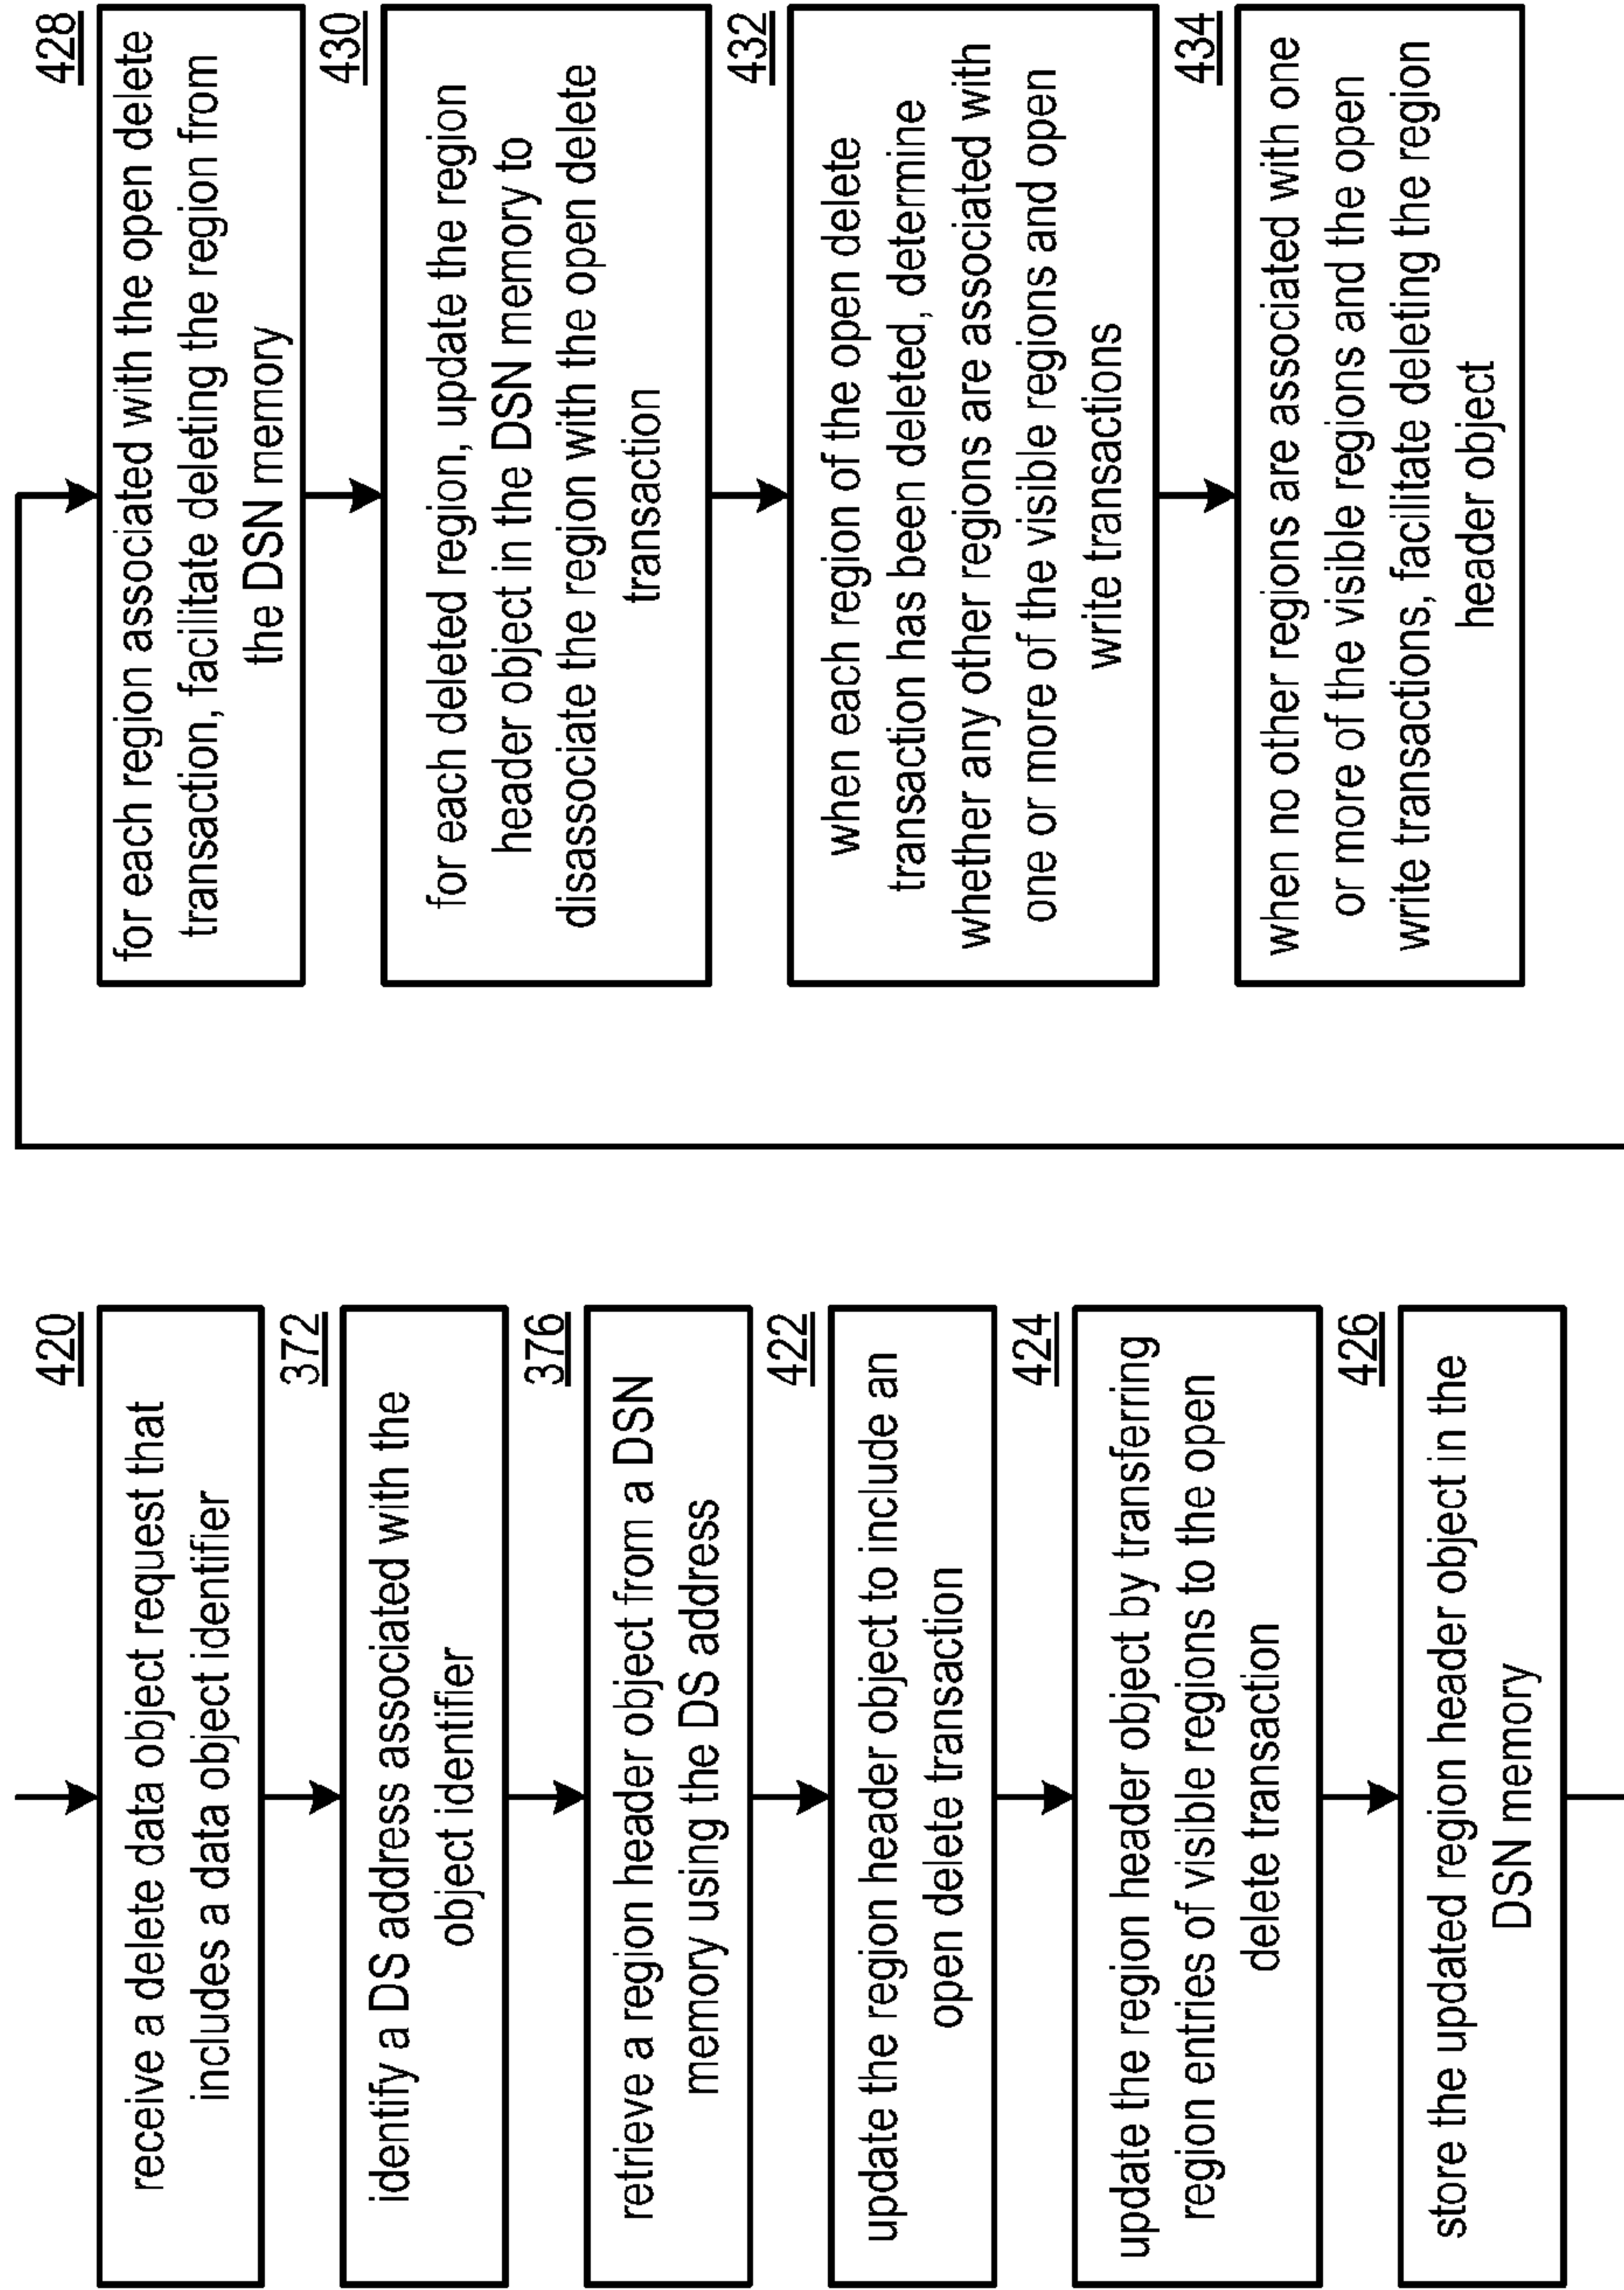 420
receive a delete data object request that
includes a data object identifier
372
identify a DS address associated with the
object identifier
376
retrieve a region header object from a DSN
memory using the DS address
422
update the region header object to include an
open delete transaction
424
update the region header object by transferring
region entries of visible regions to the open
delete transaction
426
store the updated region header object in the
DSN memory
428
for each region associated with the open delete
transaction, facilitate deleting the region from
the DSN memory
430
for each deleted region, update the region
header object in the DSN memory to
disassociate the region with the open delete
transaction
432
when each region of the open delete
transaction has been deleted, determine
whether any other regions are associated with
one or more of the visible regions and open
write transactions
434
when no other regions are associated with one
or more of the visible regions and the open
write transactions, facilitate deleting the region
header object